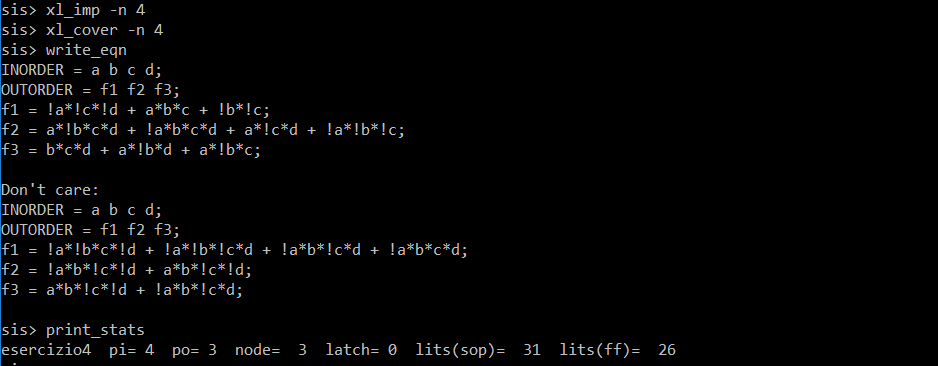 sis> xl_imp -n 4
sis> xl_cover -n 4
sis> write_eqn
INORDER = a b c d;
OUTORDER = f1 f2 f3;
f1 = !a*!c*!d + a*b*c + !b*!c;
f2 = a*!b*c*d + !a*b*c*d + a*!c*d + !a*!b*!c;
f3 = b*c*d + a*!b*d + a*!b*c;
Don't care:
INORDER = a b c d;
OUTORDER = f1 f2 f3;
f1 = !a*!b*c*!d + !a*!b*!c*d + !a*b*!c*d + !a*b*c*d;
f2 = !a*b*!c*!d + a*b*!c*!d;
f3 = a*b*!c*!d + !a*b*!c*d;
sis> print_stats
esercizio4  pi= 4  po= 3  node=  3  latch= 0  lits(sop)=  31  lits(ff)=  26